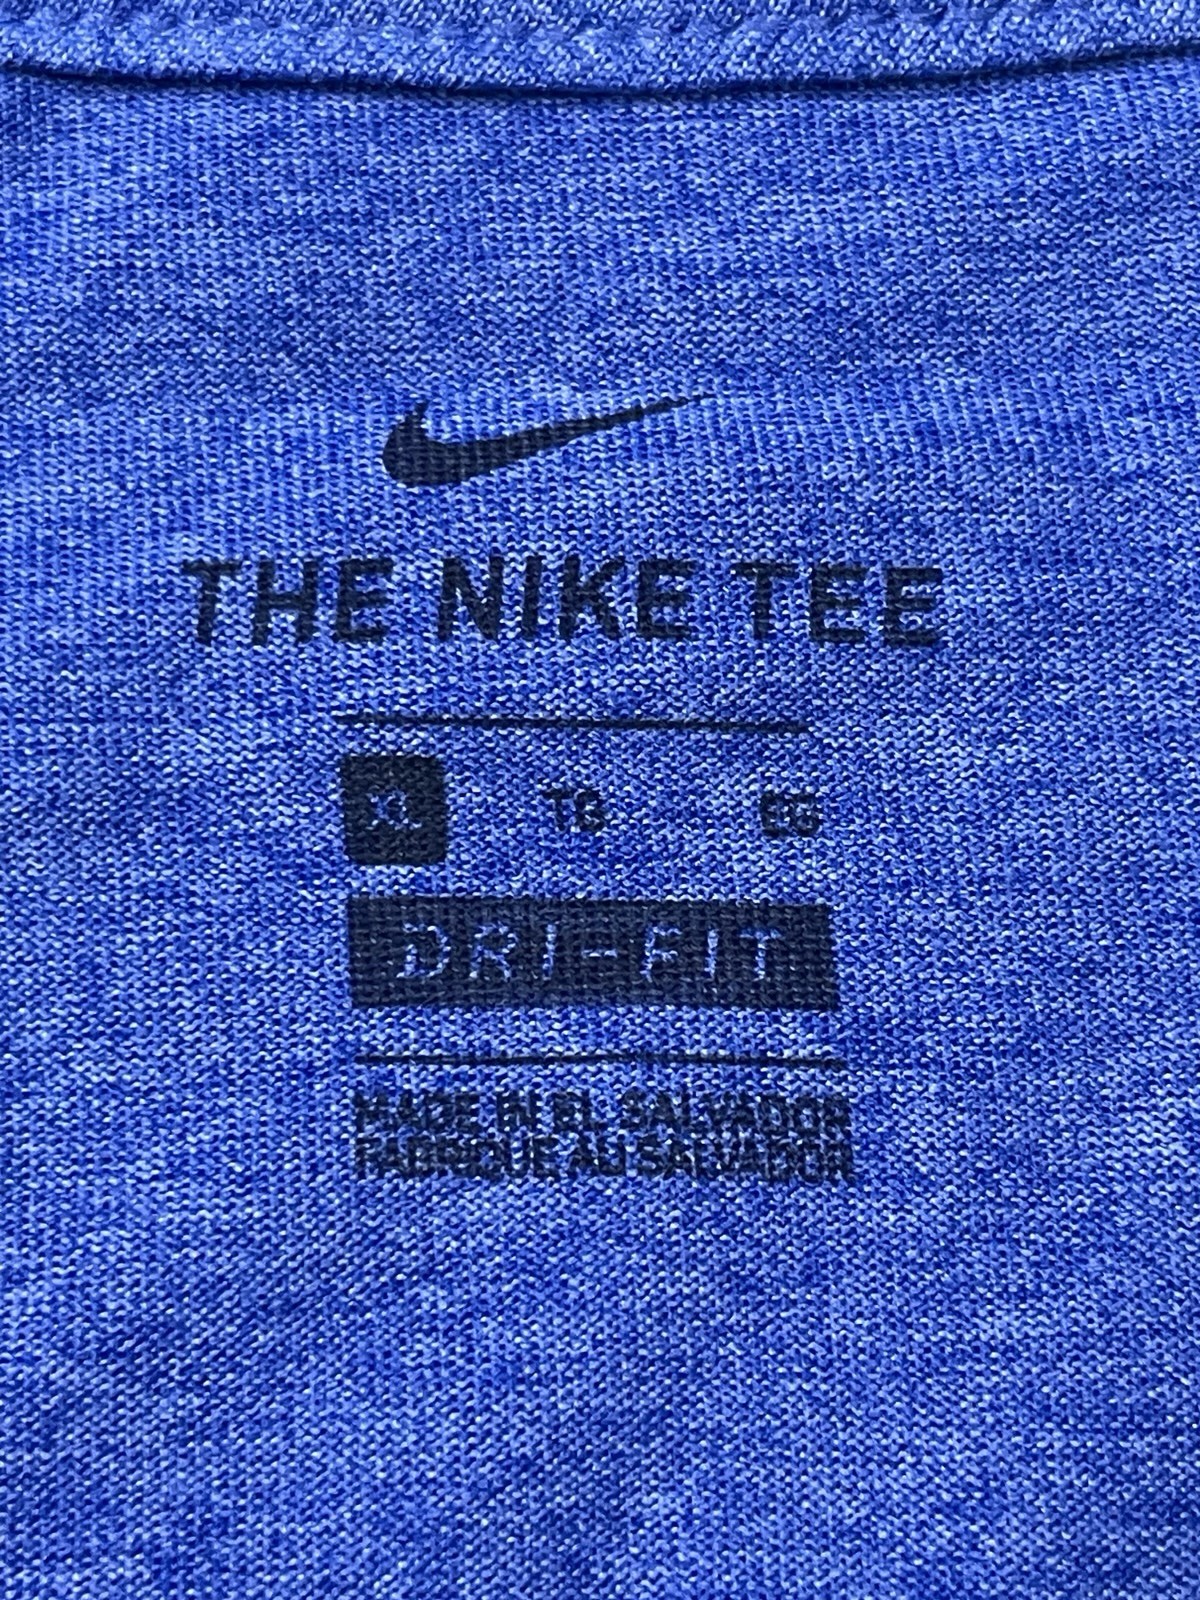 THE NIKE TEE
XL TG EG
DRI-FIT
MADE IN EL SALVADOR
FABRIQUE AU SALVADOR